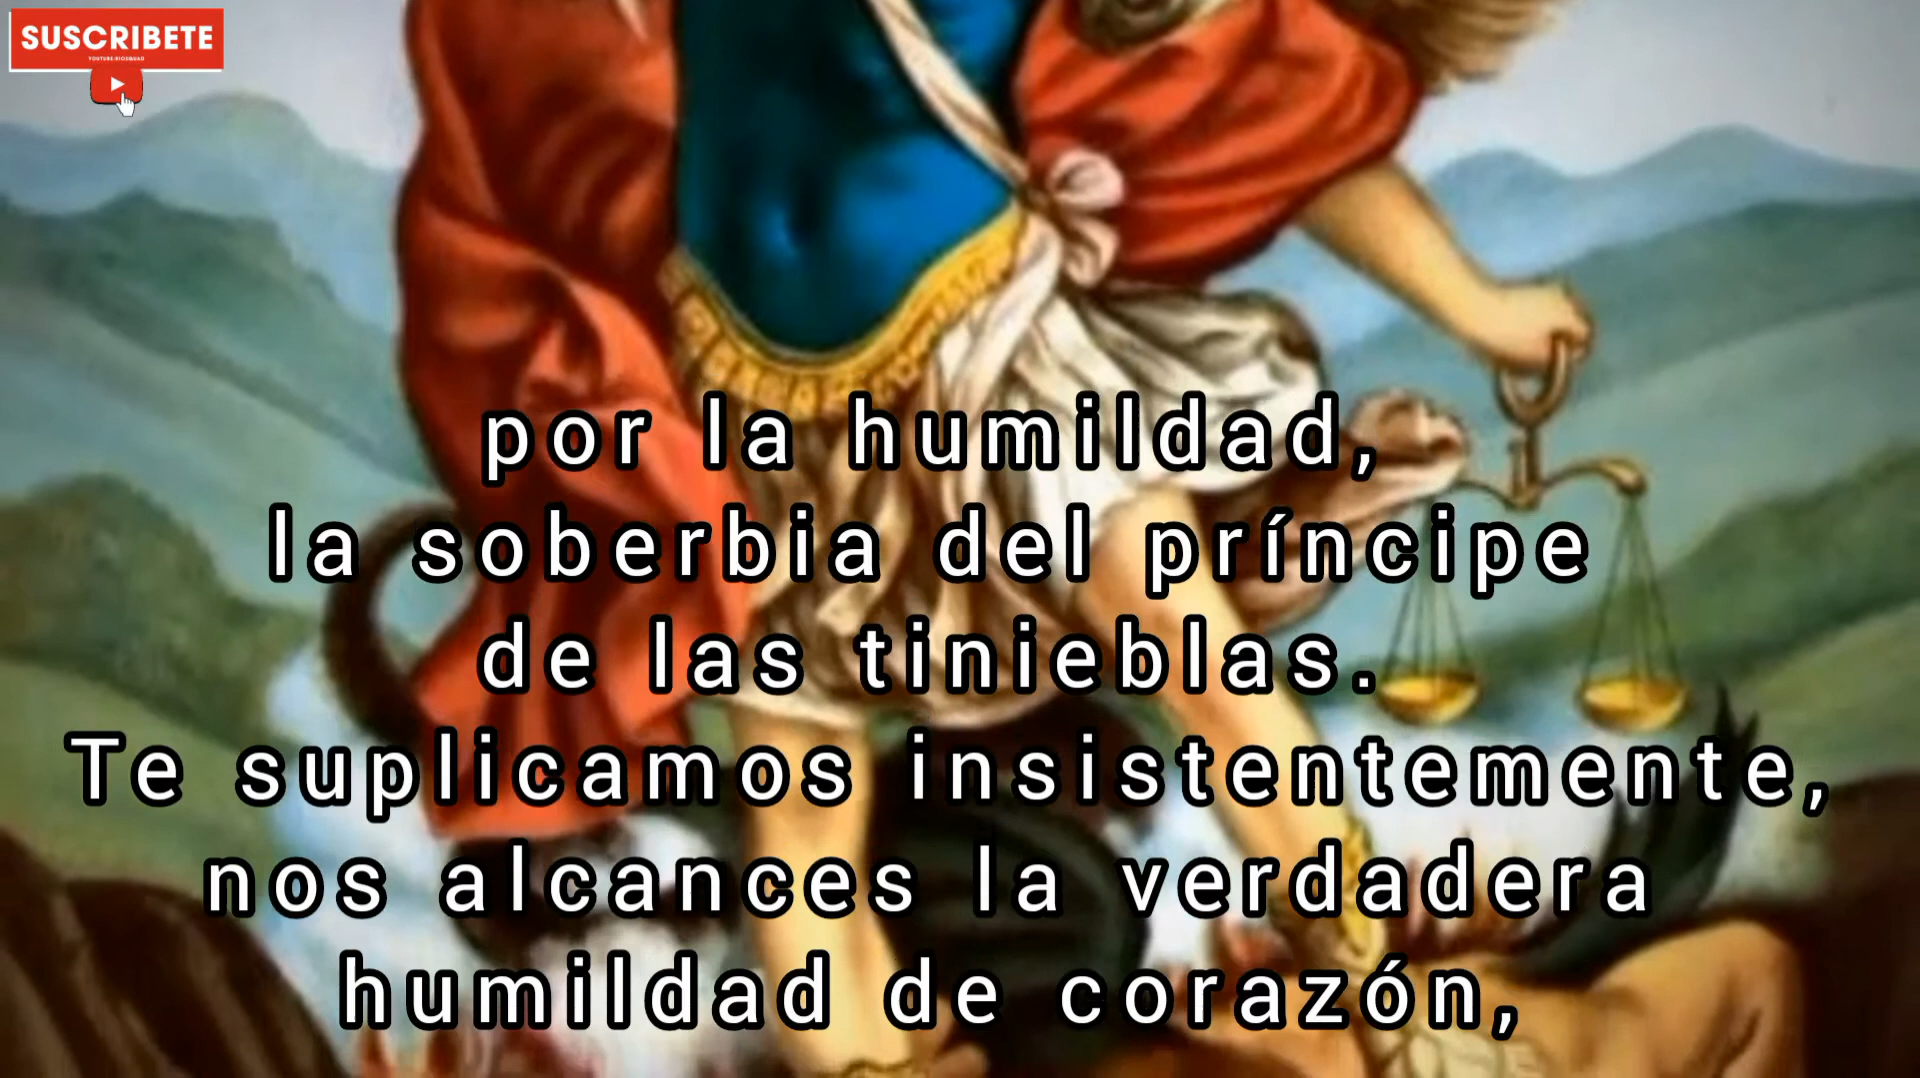 SUSCRIBETE
por la humildad,
la soberbia del príncipe
de las tinieblas.
Te suplicamos insistentemente,
nos alcances la verdadera
humildad de corazón,